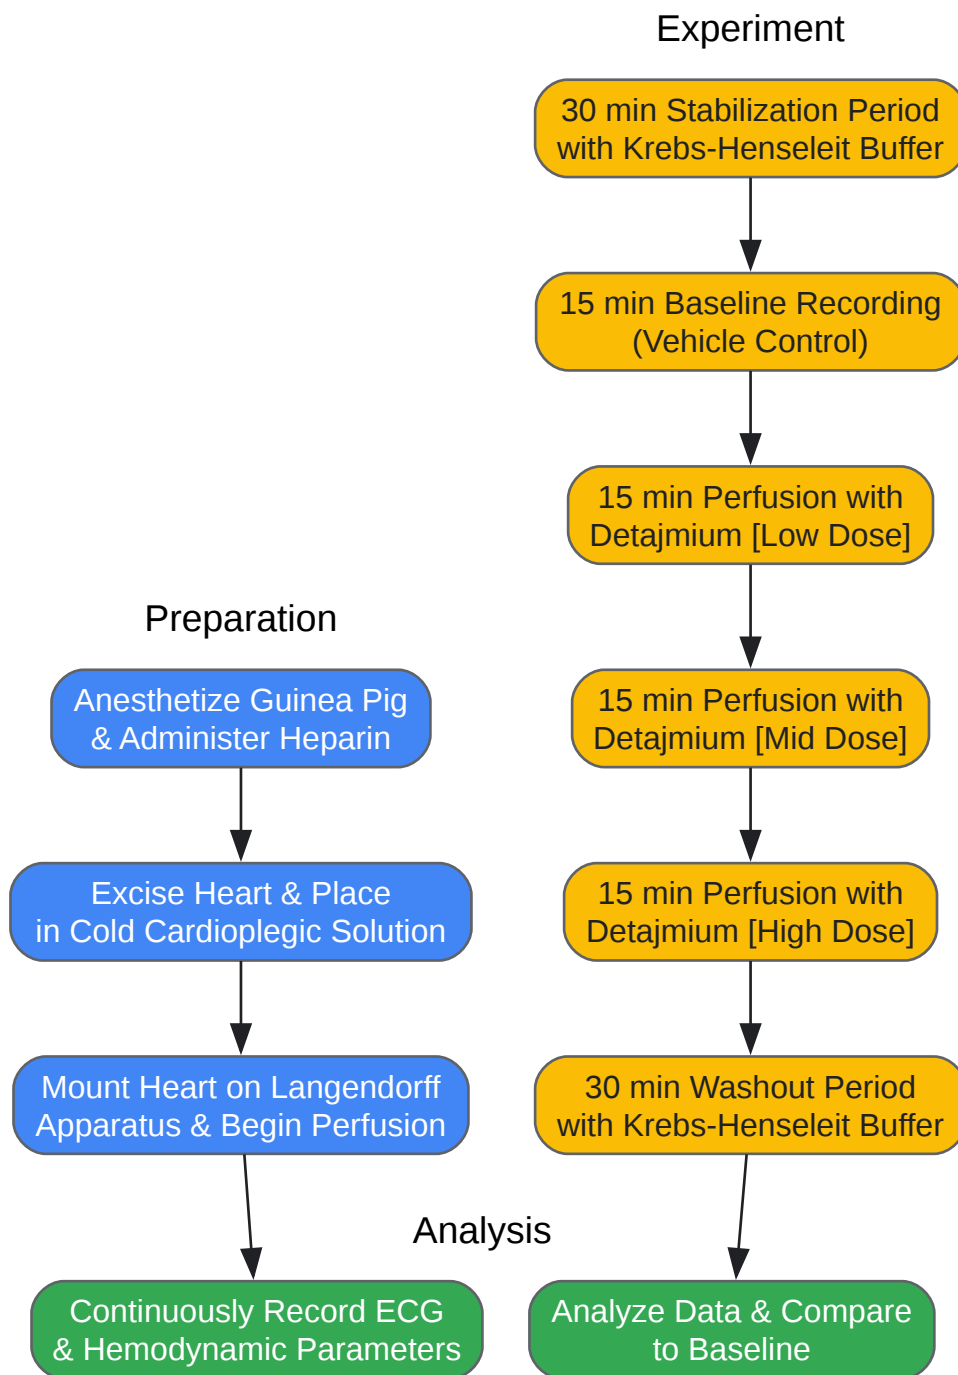 Experiment
30 min Stabilization Period
with Krebs-Henseleit Buffer
15 min Baseline Recording
(Vehicle Control)
15 min Perfusion with
Detajmium [Low Dose]
Preparation
Anesthetize Guinea Pig
& Administer Heparin
15 min Perfusion with
Detajmium [Mid Dose]
Excise Heart & Place
in Cold Cardioplegic Solution
15 min Perfusion with
Detajmium [High Dose]
Mount Heart on Langendorff
Apparatus & Begin Perfusion
30 min Washout Period
with Krebs-Henseleit Buffer
Analysis
Continuously Record ECG
& Hemodynamic Parameters
Analyze Data & Compare
to Baseline